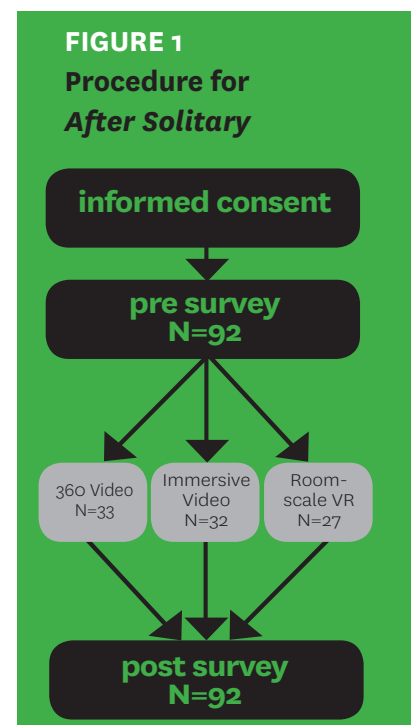 FIGURE 1
Procedure for
After Solitary
informed consent
pre survey
N=92
360 Video
N=33
Immersive
Video
N=32
Room-
scale VR
N=27
post survey
N=92